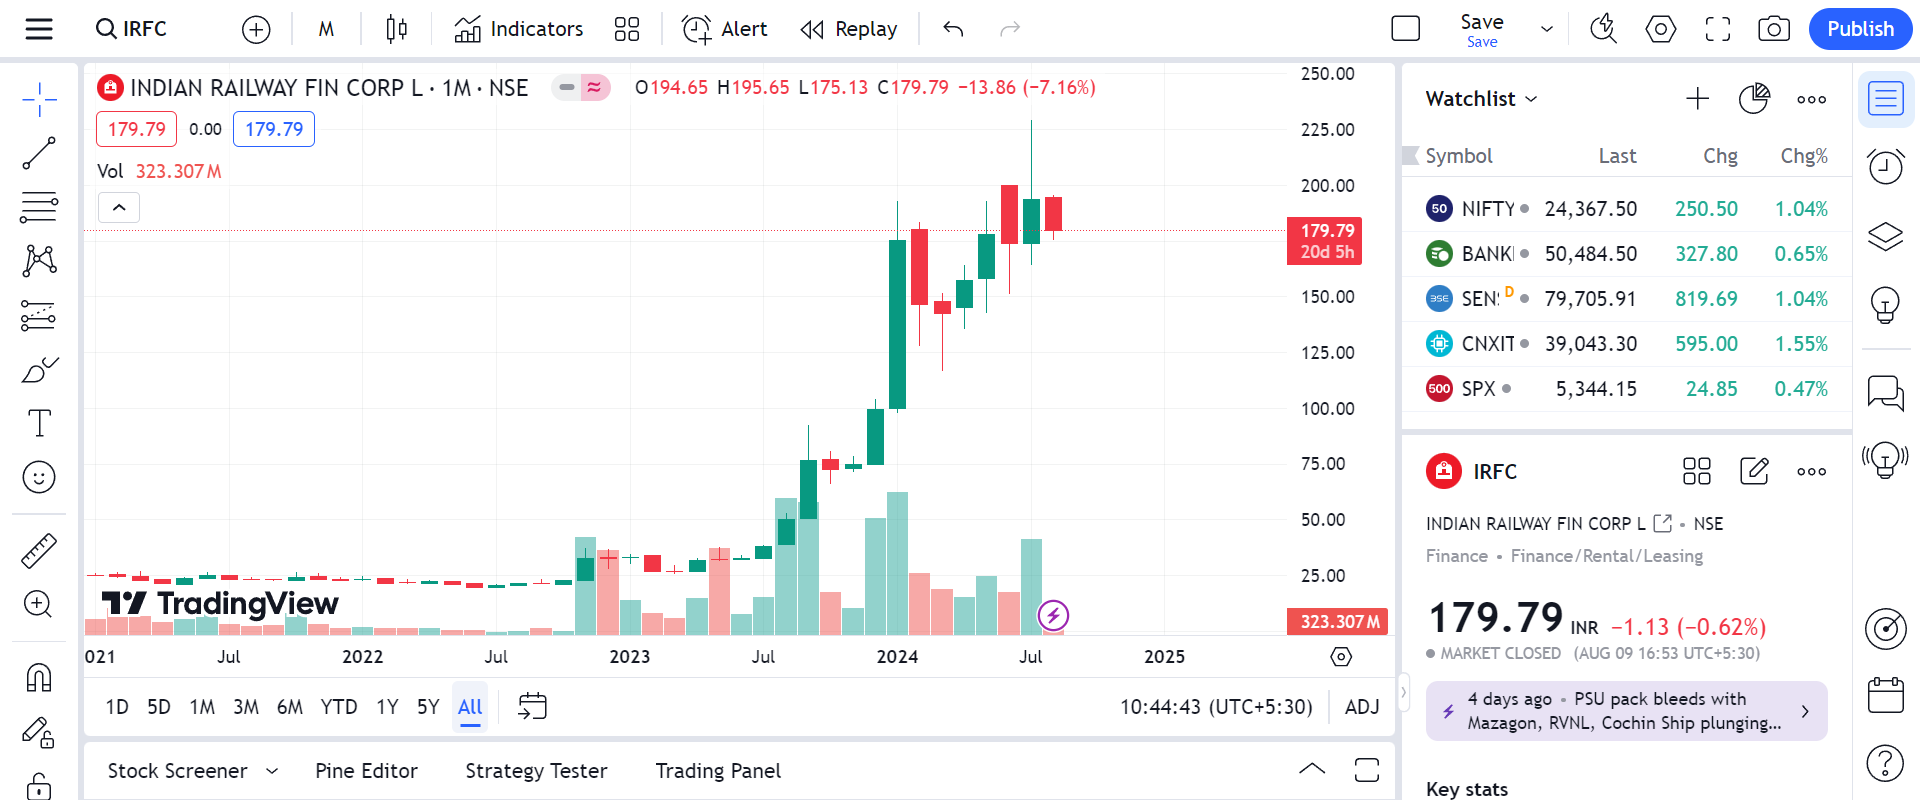 IRFC
M
Indicators
Alert
Replay
Save
Save
Publish
INDIAN RAILWAY FIN CORP L · 1M · NSE
O194.65 H195.65 L175.13 C179.79 −13.86 (−7.16%)
179.79 0.00 179.79
Vol 323.307M
250.00
225.00
200.00
179.79
20d 5h
150.00
125.00
100.00
75.00
50.00
25.00
323.307M
TradingView
021 Jul 2022 Jul 2023 Jul 2024 Jul 2025
1D 5D 1M 3M 6M YTD 1Y 5Y All
10:44:43 (UTC+5:30) ADJ
Stock Screener Pine Editor Strategy Tester Trading Panel
Watchlist
Symbol Last Chg Chg%
50 NIFTY 24,367.50 250.50 1.04%
BANK 50,484.50 327.80 0.65%
BSE SENS D 79,705.91 819.69 1.04%
CNXIT 39,043.30 595.00 1.55%
500 SPX 5,344.15 24.85 0.47%
IRFC
INDIAN RAILWAY FIN CORP L • NSE
Finance • Finance/Rental/Leasing
179.79 INR −1.13 (−0.62%)
MARKET CLOSED (AUG 09 16:53 UTC+5:30)
4 days ago • PSU pack bleeds with
Mazagon, RVNL, Cochin Ship plunging...
Key stats